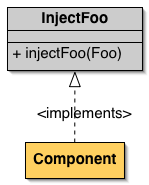 InjectFoo
+ injectFoo(Foo)
<implements>
Component